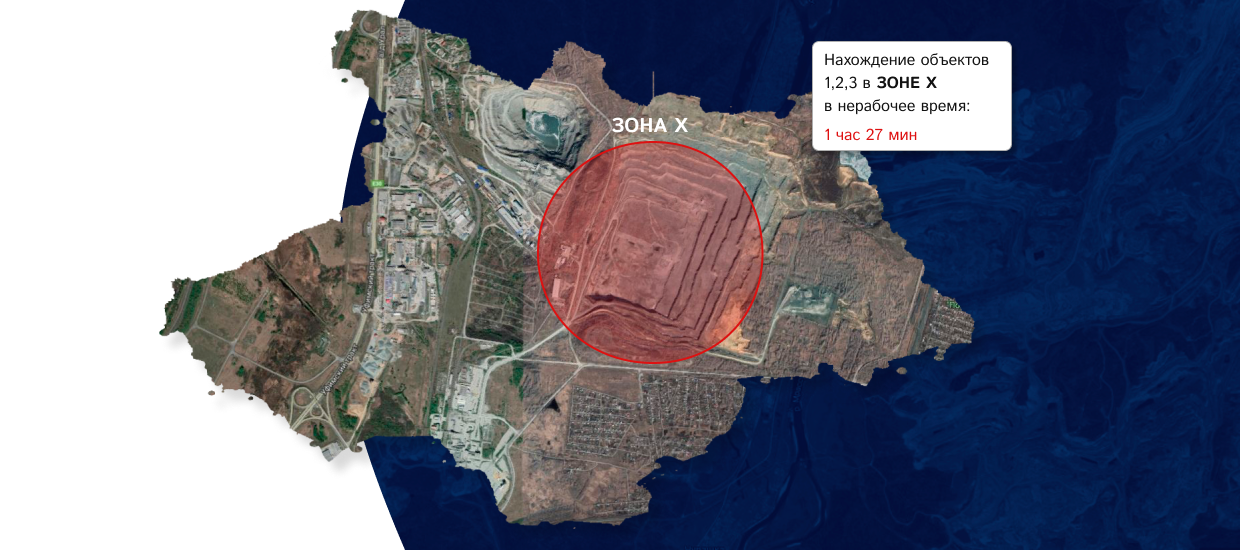 Нахождение объектов
1,2,3 в ЗОНЕ X
в нерабочее время:
1 час 27 мин
ЗОНА X